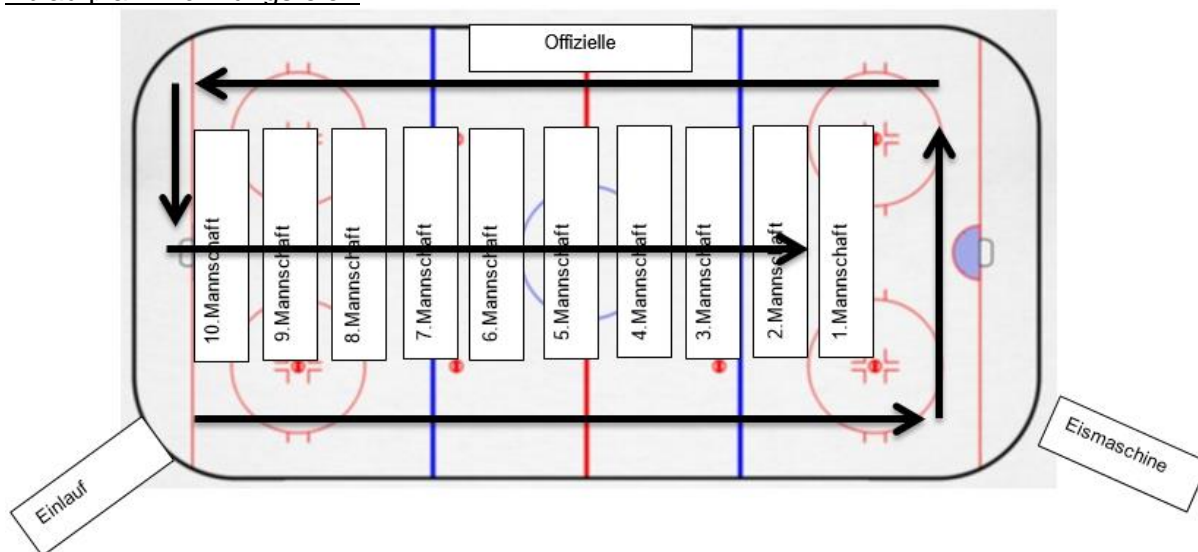 Offizielle
10.Mannschaft
9.Mannschaft
8.Mannschaft
7.Mannschaft
6.Mannschaft
5.Mannschaft
4.Mannschaft
3.Mannschaft
2.Mannschaft
1.Mannschaft
Einlauf
Eismaschine